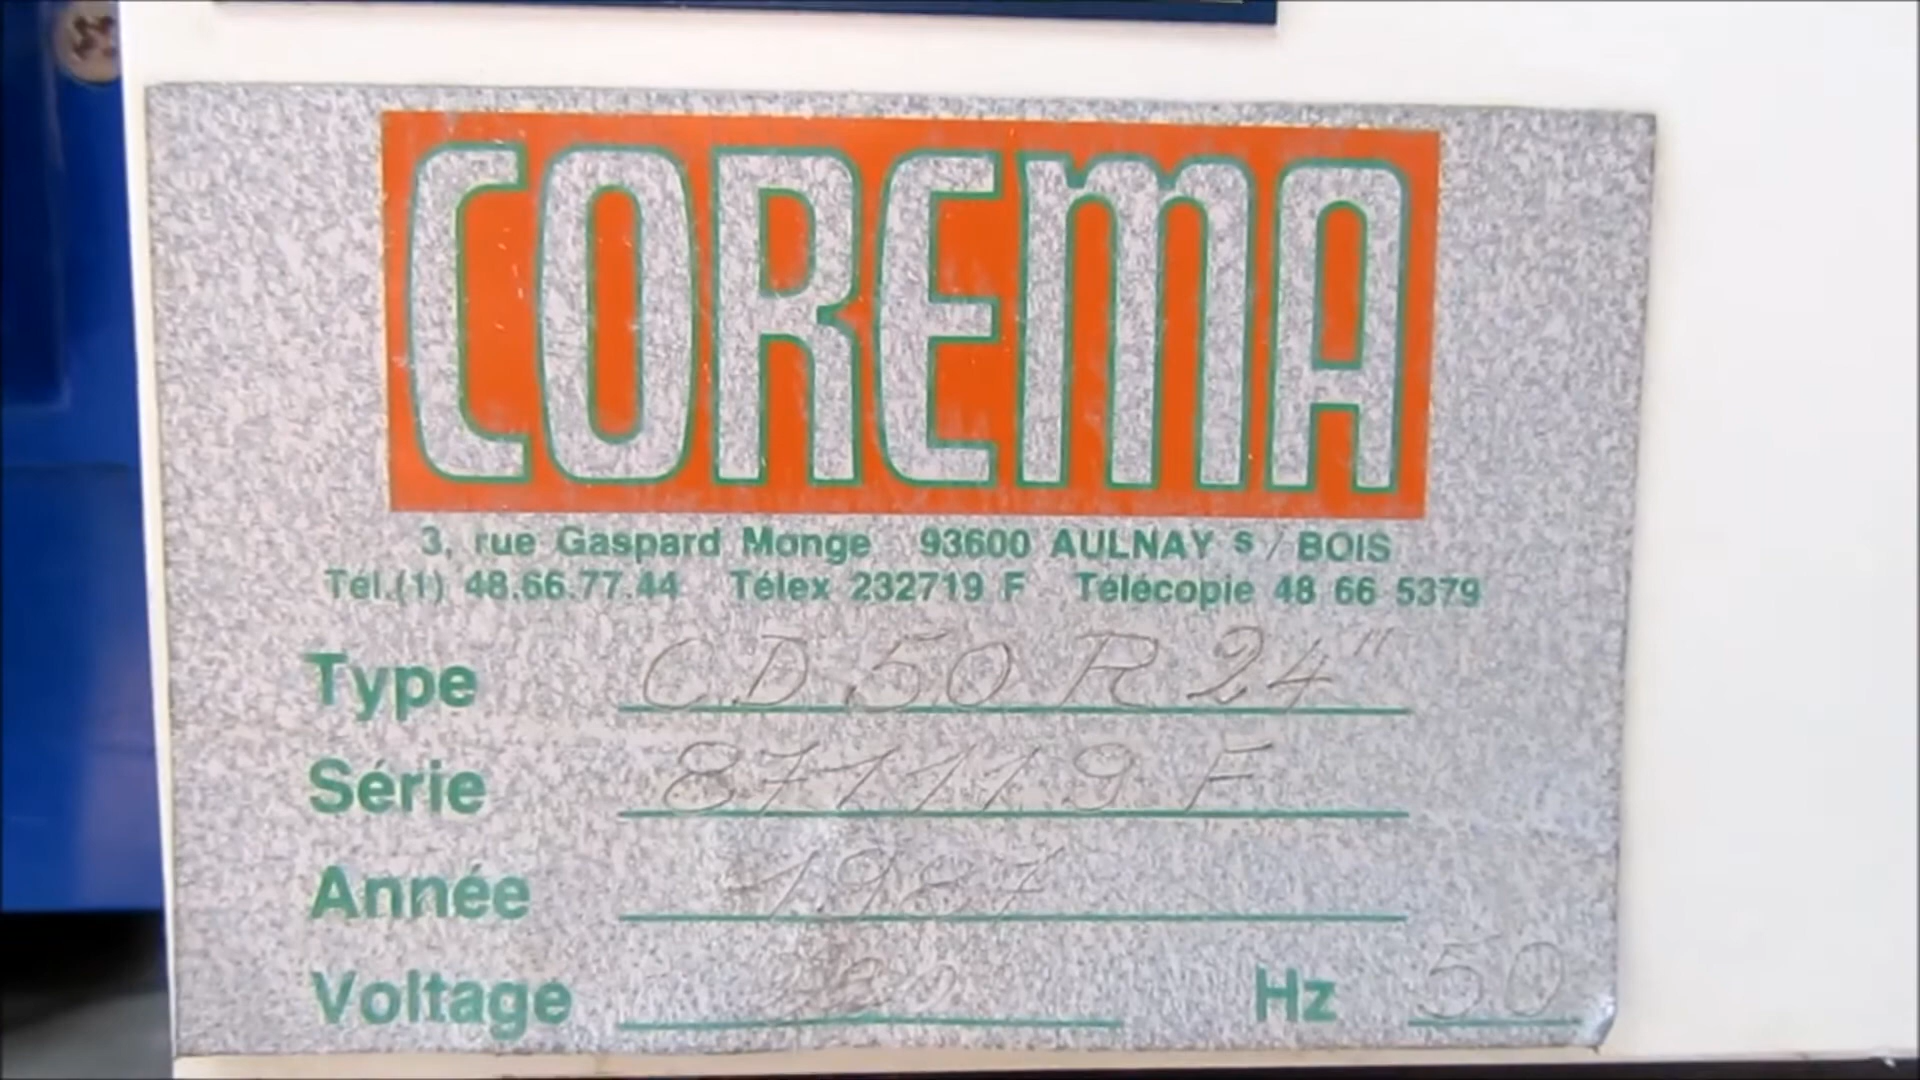 COREMA
3, rue Gaspard Monge 93600 AULNAY s / BOIS
Tél.(1) 48.66.77.44 Télex 232719 F Télécopie 48 66 5379
Type CD 50 R 24"
Série 871119 F
Année 1987
Voltage Hz 50